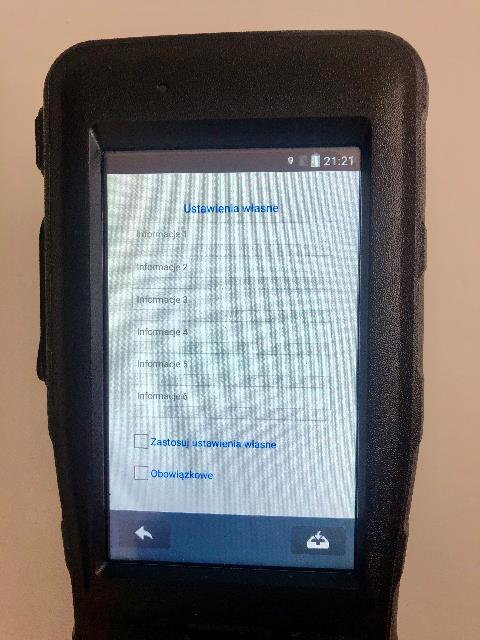 21:21
Ustawienia własne
Informacje 1
Informacje 2
Informacje 3
Informacje 4
Informacje 5
Informacje 6
Zastosuj ustawienia własne
Obowiązkowe